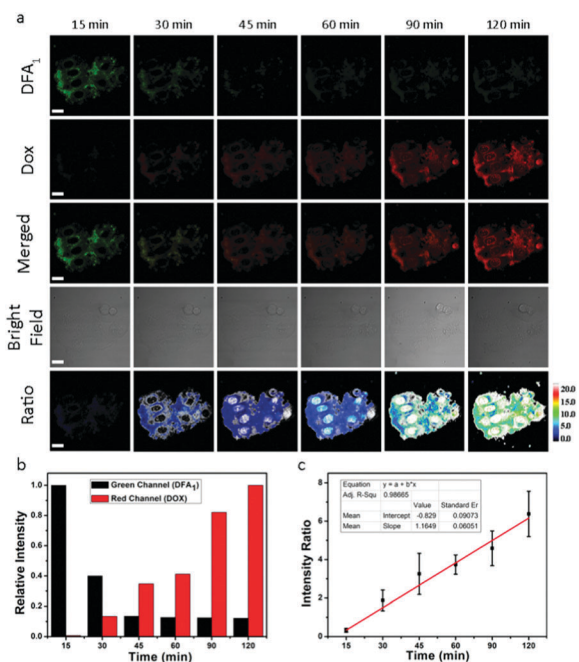 a
15 min 30 min 45 min 60 min 90 min 120 min
DFA1
Dox
Merged
Bright
Field
Ratio
20.0
15.0
10.0
5.0
0.0
b
Relative Intensity
1.0
0.8
0.6
0.4
0.2
0.0
Green Channel (DFA1)
Red Channel (DOX)
15 30 45 60 90 120
Time (min)
c
Intensity Ratio
8
6
4
2
0
Equation y = a + b*x
Adj. R-Squ 0.98665
Value Standard Er
Mean Intercept -0.829 0.09073
Mean Slope 1.1649 0.06051
15 30 45 60 90 120
Time (min)